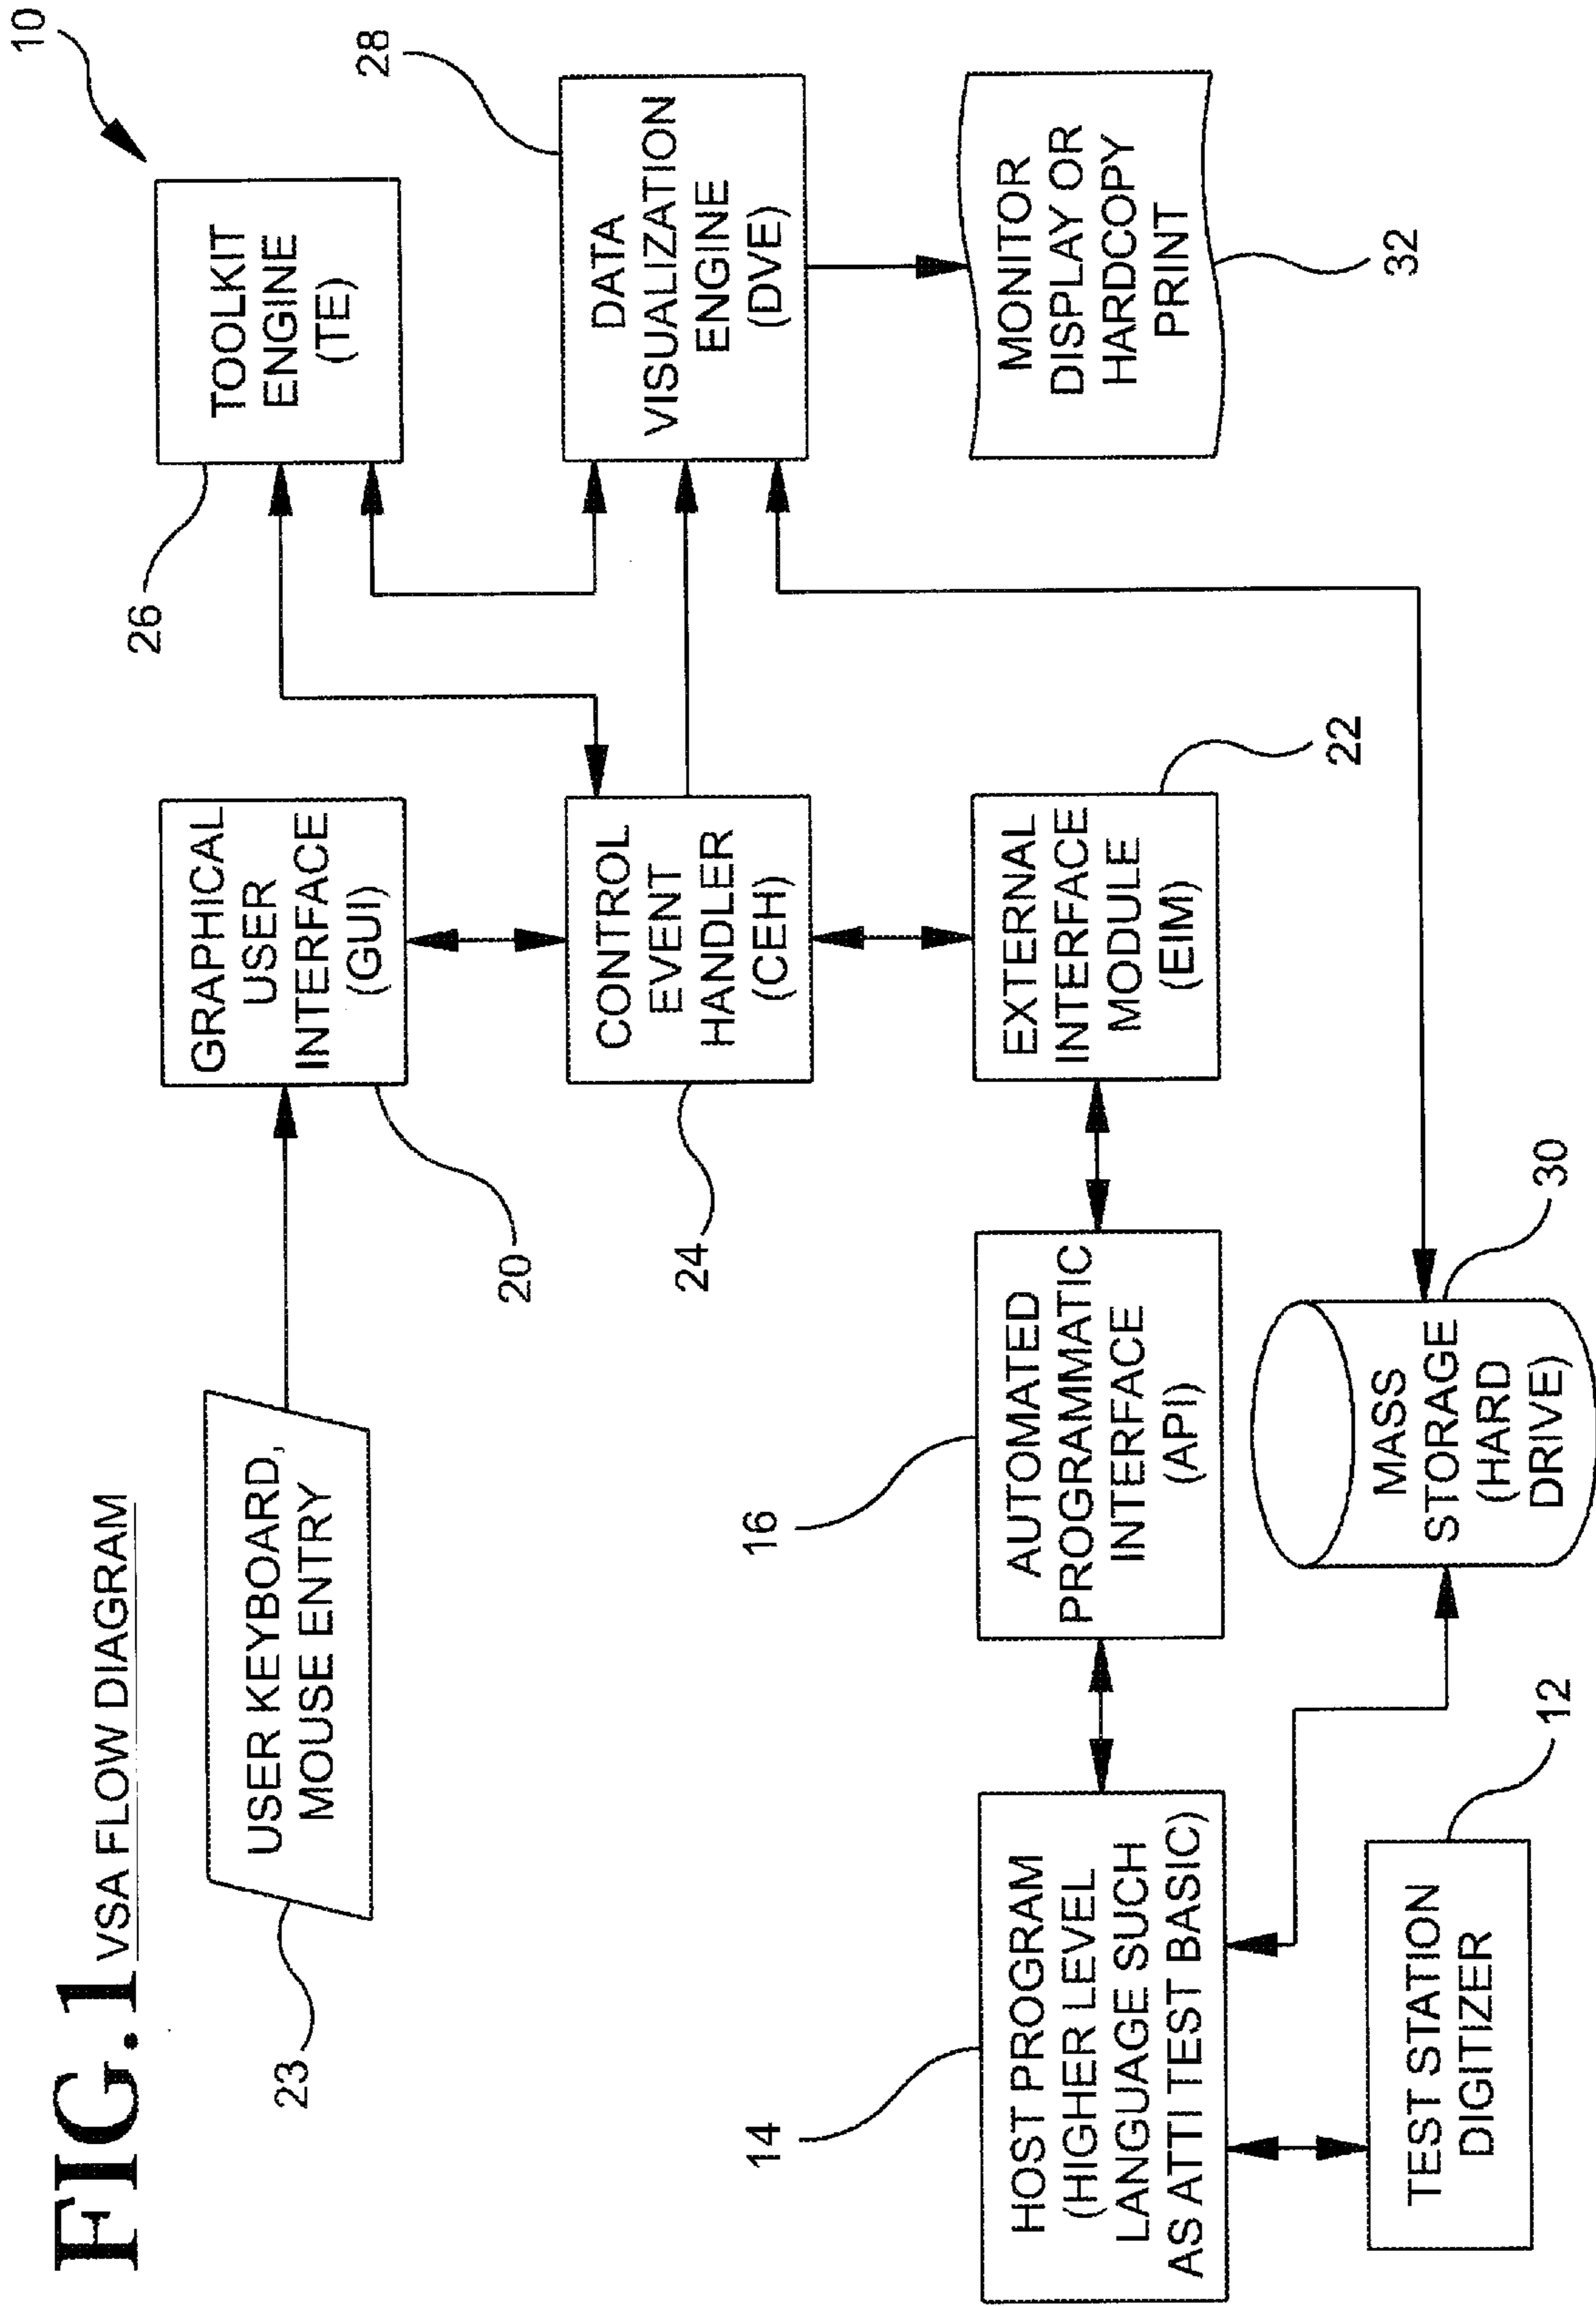 FIG.1 VSA FLOW DIAGRAM
10
23
USER KEYBOARD,
MOUSE ENTRY
20
GRAPHICAL
USER
INTERFACE
(GUI)
26
TOOLKIT
ENGINE
(TE)
24
CONTROL
EVENT
HANDLER
(CEH)
28
DATA
VISUALIZATION
ENGINE
(DVE)
14
HOST PROGRAM
(HIGHER LEVEL
LANGUAGE SUCH
AS ATTI TEST BASIC)
16
AUTOMATED
PROGRAMMATIC
INTERFACE
(API)
22
EXTERNAL
INTERFACE
MODULE
(EIM)
MONITOR
DISPLAY OR
HARDCOPY
PRINT
32
12
TEST STATION
DIGITIZER
30
MASS
STORAGE
(HARD
DRIVE)